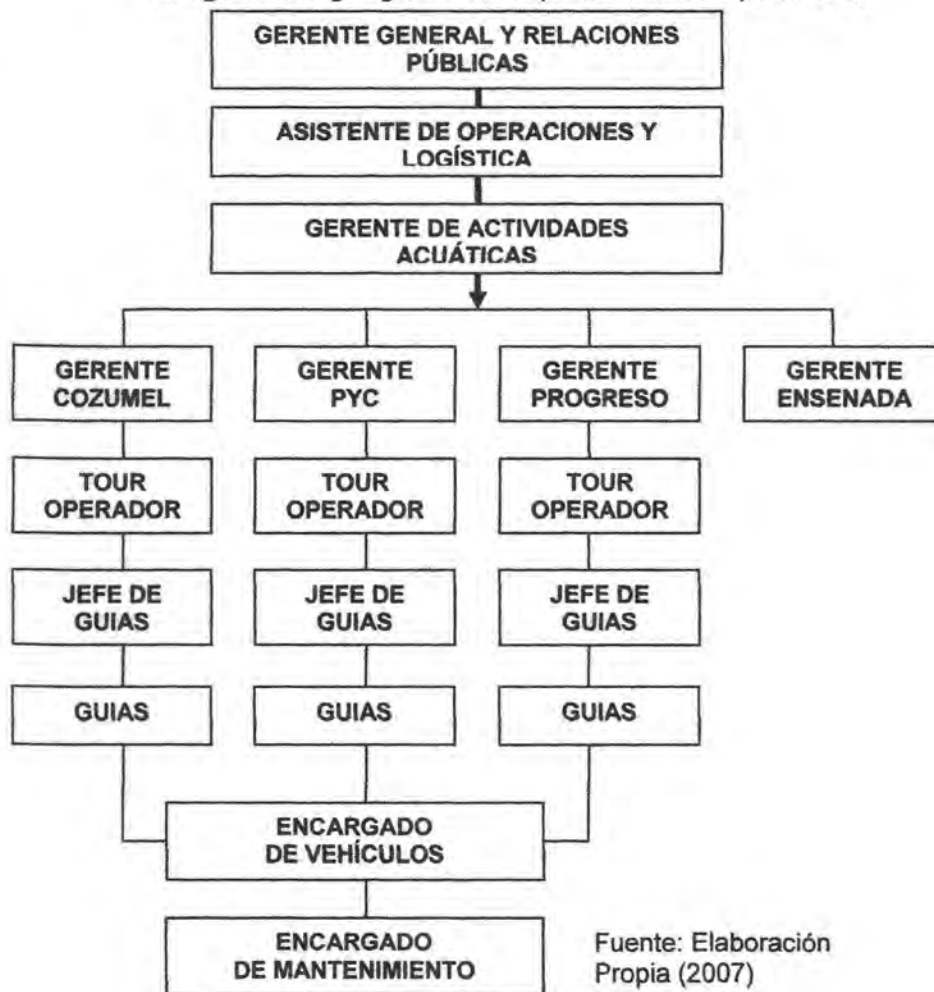 GERENTE GENERAL Y RELACIONES
PÚBLICAS
ASISTENTE DE OPERACIONES Y
LOGÍSTICA
GERENTE DE ACTIVIDADES
ACUÁTICAS
GERENTE
COZUMEL
GERENTE
PYC
GERENTE
PROGRESO
GERENTE
ENSENADA
TOUR
OPERADOR
TOUR
OPERADOR
TOUR
OPERADOR
JEFE DE
GUIAS
JEFE DE
GUIAS
JEFE DE
GUIAS
GUIAS
GUIAS
GUIAS
ENCARGADO
DE VEHÍCULOS
ENCARGADO
DE MANTENIMIENTO
Fuente: Elaboración
Propia (2007)